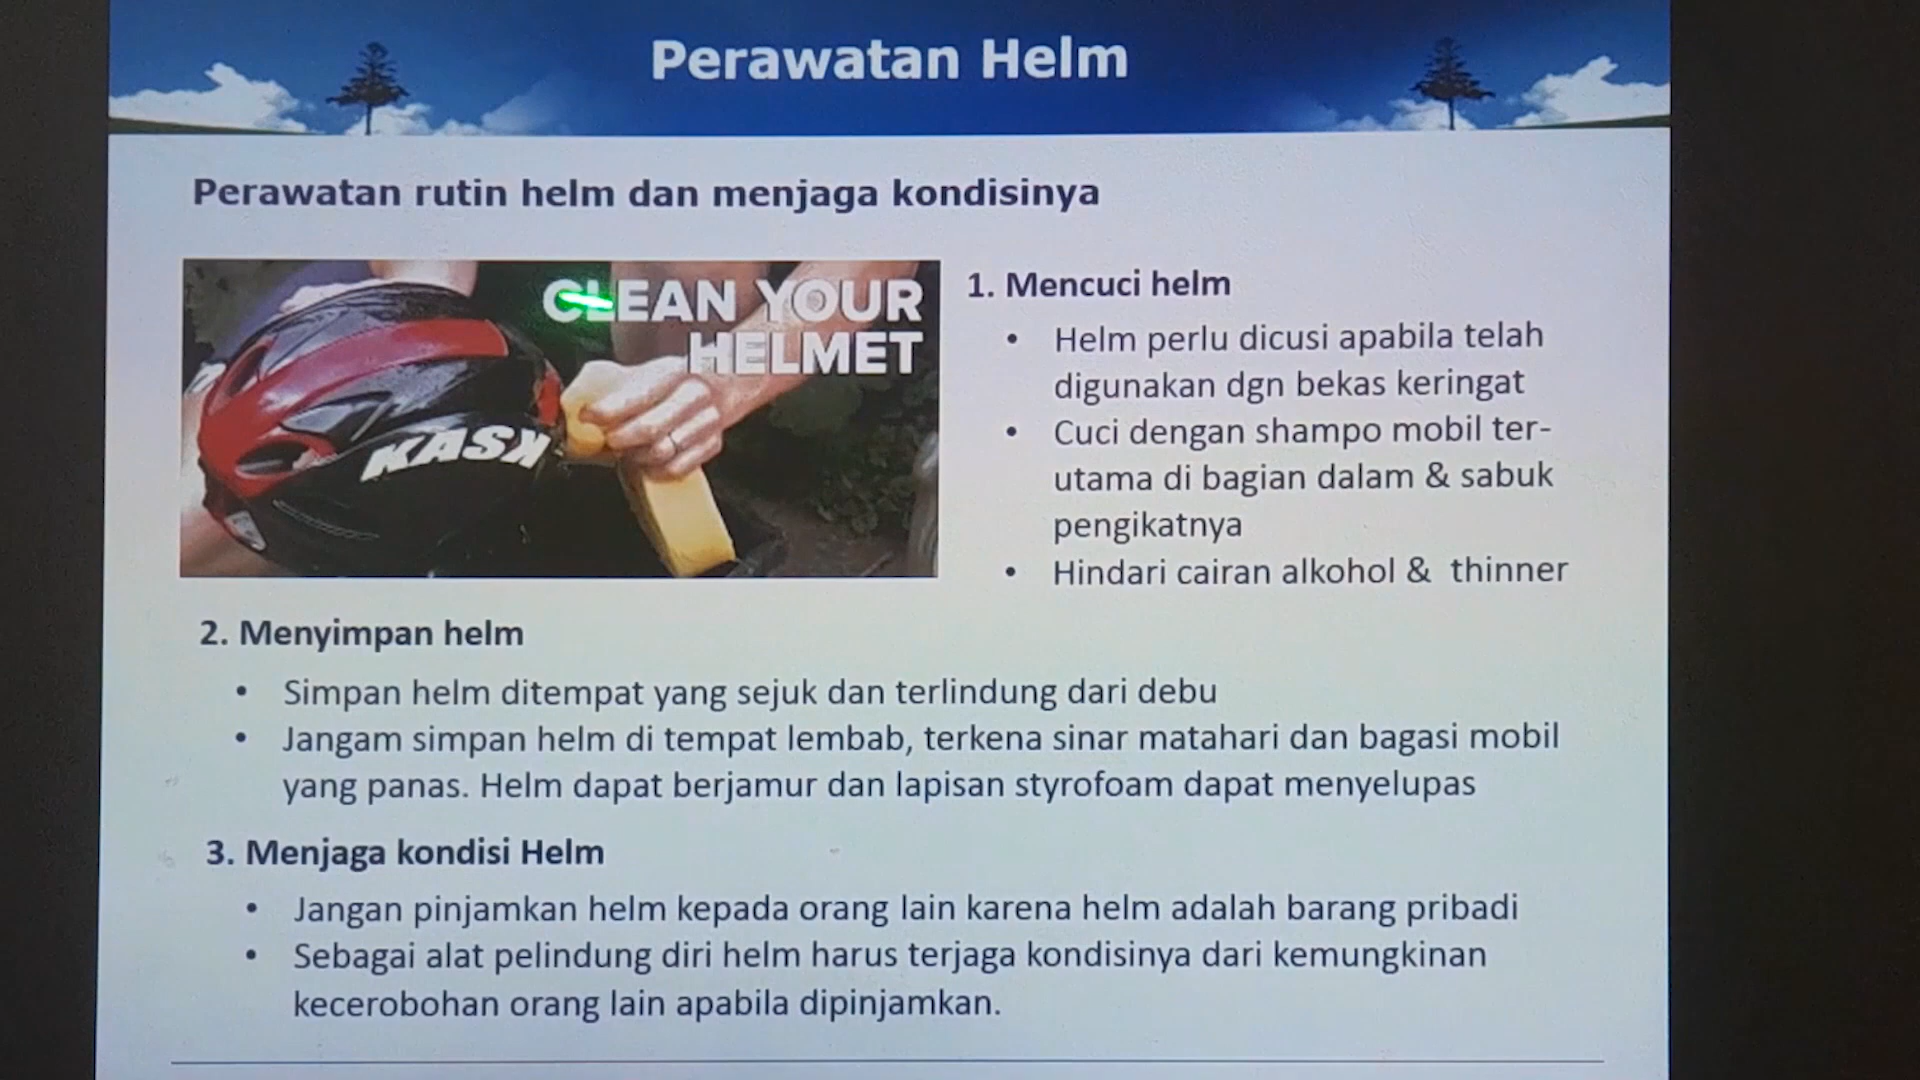 Perawatan Helm
Perawatan rutin helm dan menjaga kondisinya
CLEAN YOUR
HELMET
KASK
1. Mencuci helm
• Helm perlu dicusi apabila telah
digunakan dgn bekas keringat
• Cuci dengan shampo mobil ter-
utama di bagian dalam & sabuk
pengikatnya
• Hindari cairan alkohol & thinner
2. Menyimpan helm
• Simpan helm ditempat yang sejuk dan terlindung dari debu
• Jangam simpan helm di tempat lembab, terkena sinar matahari dan bagasi mobil
yang panas. Helm dapat berjamur dan lapisan styrofoam dapat menyelupas
3. Menjaga kondisi Helm
• Jangan pinjamkan helm kepada orang lain karena helm adalah barang pribadi
• Sebagai alat pelindung diri helm harus terjaga kondisinya dari kemungkinan
kecerobohan orang lain apabila dipinjamkan.